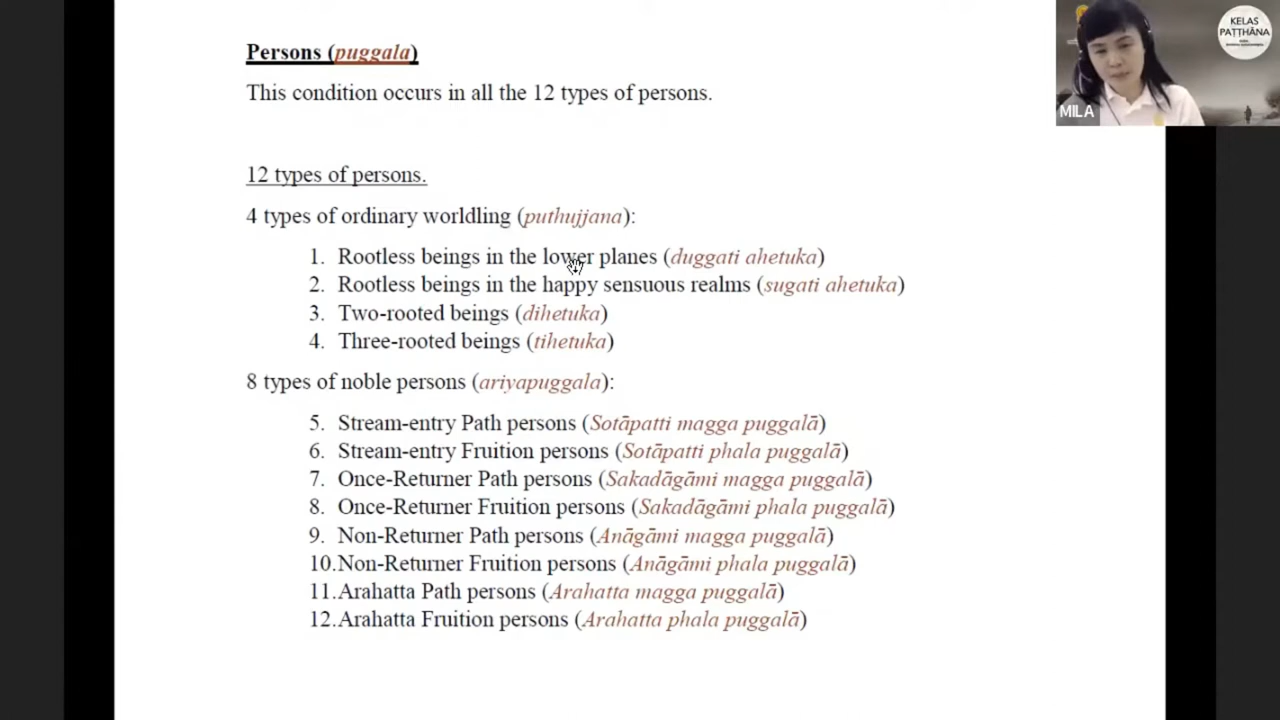 Persons (puggala)
This condition occurs in all the 12 types of persons.
12 types of persons.
4 types of ordinary worldling (puthujjana):
1. Rootless beings in the lower planes (duggati ahetuka)
2. Rootless beings in the happy sensuous realms (sugati ahetuka)
3. Two-rooted beings (dihetuka)
4. Three-rooted beings (tihetuka)
8 types of noble persons (ariyapuggala):
5. Stream-entry Path persons (Sotāpatti magga puggalā)
6. Stream-entry Fruition persons (Sotāpatti phala puggalā)
7. Once-Returner Path persons (Sakadāgāmi magga puggalā)
8. Once-Returner Fruition persons (Sakadāgāmi phala puggalā)
9. Non-Returner Path persons (Anāgāmi magga puggalā)
10. Non-Returner Fruition persons (Anāgāmi phala puggalā)
11. Arahatta Path persons (Arahatta magga puggalā)
12. Arahatta Fruition persons (Arahatta phala puggalā)
KELAS
PAṬṬHĀNA
MILA